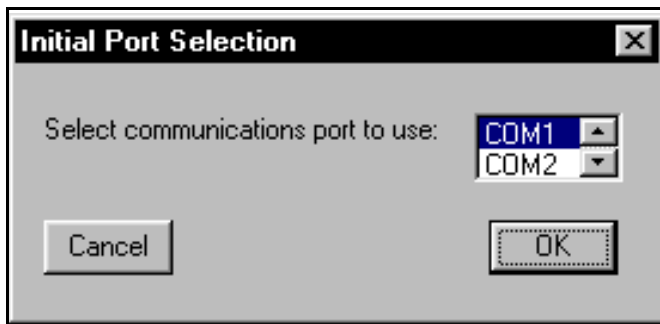 Initial Port Selection
Select communications port to use:
COM1
COM2
Cancel
OK